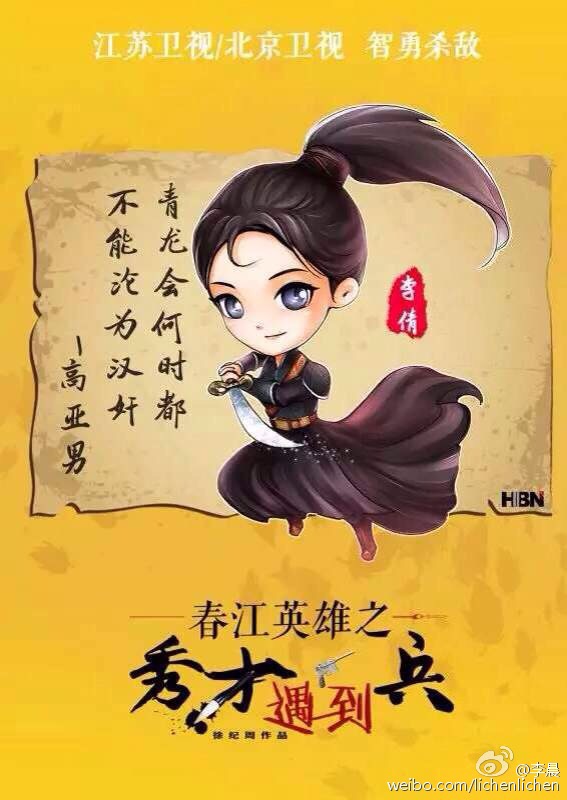 江苏卫视/北京卫视 智勇杀敌
青龙会何时都
不能沦为汉奸
-高亚男
李倩
HBN
春江英雄之
秀才遇到兵
徐纪周作品
@李晨
weibo.com/lichenlichen